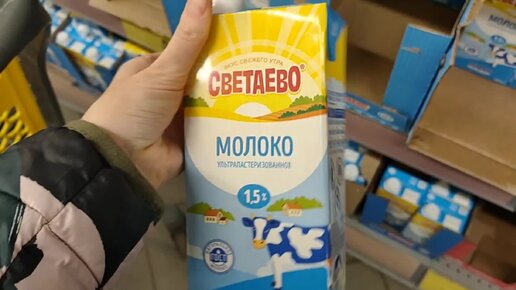 ВКУС СВЕЖЕГО УТРА
СВЕТАЕВО®
МОЛОКО
УЛЬТРАПАСТЕРИЗОВАННОЕ
1,5%